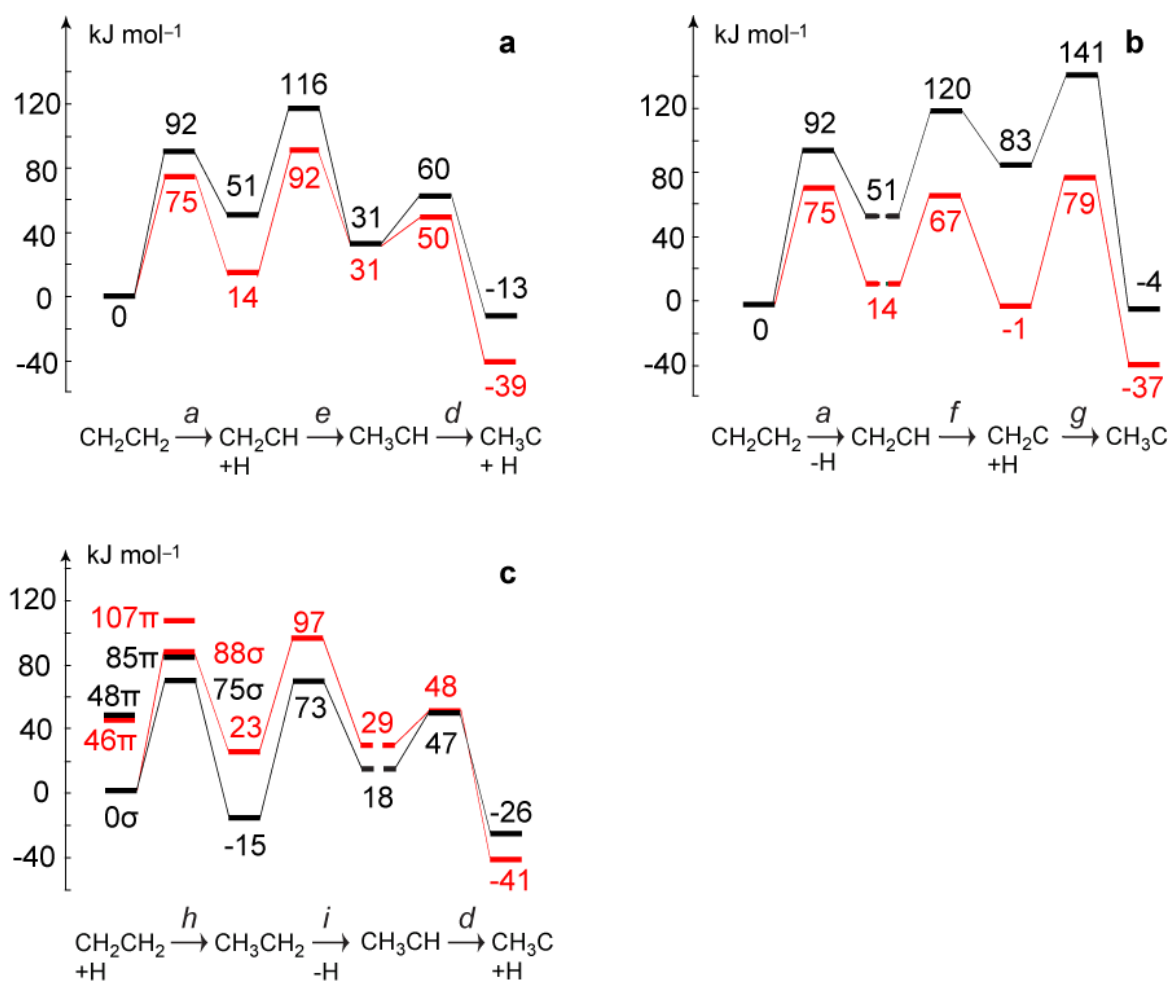 kJ mol⁻¹
a
120
80
40
0
-40
0
92
75
51
14
116
92
31
31
60
50
-13
-39
a e d
CH₂CH₂ → CH₂CH → CH₃CH → CH₃C
+H + H
kJ mol⁻¹
b
120
80
40
0
-40
0
92
75
51
14
120
67
83
-1
141
79
-4
-37
a f g
CH₂CH₂ → CH₂CH → CH₂C → CH₃C
-H +H
kJ mol⁻¹
c
120
80
40
0
-40
107π
85π
48π
46π
0σ
88σ
75σ
23
-15
97
73
29
18
48
47
-26
-41
h i d
CH₂CH₂ → CH₃CH₂ → CH₃CH → CH₃C
+H -H +H